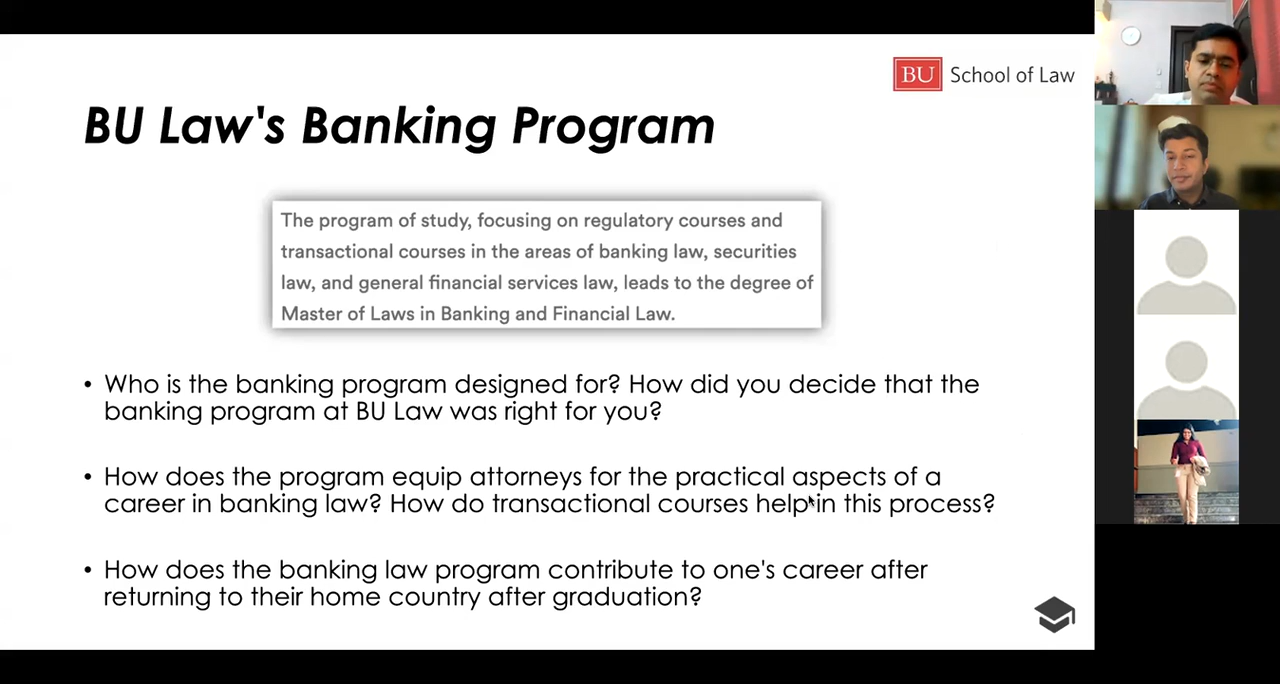 BU School of Law
BU Law's Banking Program
The program of study, focusing on regulatory courses and
transactional courses in the areas of banking law, securities
law, and general financial services law, leads to the degree of
Master of Laws in Banking and Financial Law.
• Who is the banking program designed for? How did you decide that the
banking program at BU Law was right for you?
• How does the program equip attorneys for the practical aspects of a
career in banking law? How do transactional courses help in this process?
• How does the banking law program contribute to one's career after
returning to their home country after graduation?